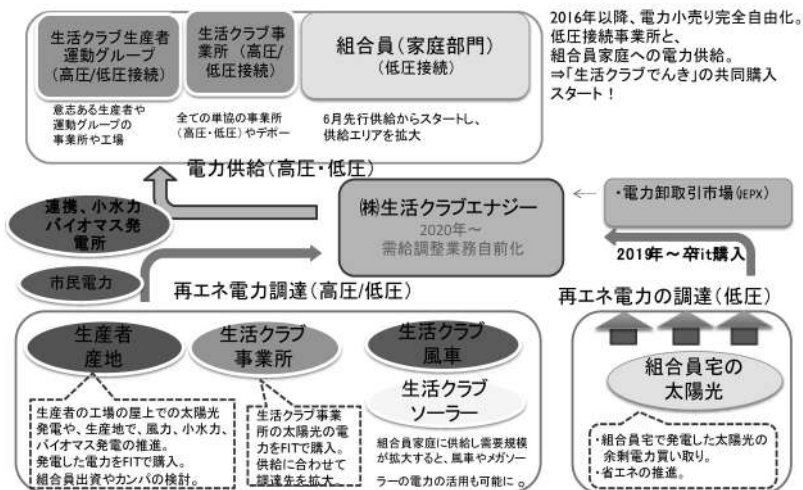 生活クラブ生産者
運動グループ
(高圧/低圧接続)
生活クラブ事
業所（高圧/
低圧接続）
組合員（家庭部門）
（低圧接続）
2016年以降、電力小売り完全自由化。
低圧接続事業所と、
組合員家庭への電力供給。
⇒「生活クラブでんき」の共同購入
スタート！
意志ある生産者や
運動グループの
事業所や工場
全ての単協の事業所
（高圧・低圧）やデポー
6月先行供給からスタートし、
供給エリアを拡大
電力供給（高圧・低圧）
連携、小水力
バイオマス発
電所
㈱生活クラブエナジー
2020年～
需給調整業務自前化
・電力卸取引市場（JEPX）
2019年～卒it購入
市民電力
再エネ電力調達（高圧/低圧）
再エネ電力の調達（低圧）
生産者
産地
生活クラブ
事業所
生活クラブ
風車
生活クラブ
ソーラー
組合員宅の
太陽光
生産者の工場の屋上での太陽光
発電や、生産地で、風力、小水力、
バイオマス発電の推進。
発電した電力をFITで購入。
組合員出資やカンパの検討。
生活クラブ事業
所の太陽光の電
力をFITで購入。
供給に合わせて
調達先を拡大。
組合員家庭に供給し需要規模
が拡大すると、風車やメガソー
ラーの電力の活用も可能に 。
・組合員宅で発電した太陽光の
余剰電力買い取り。
・省エネの推進。